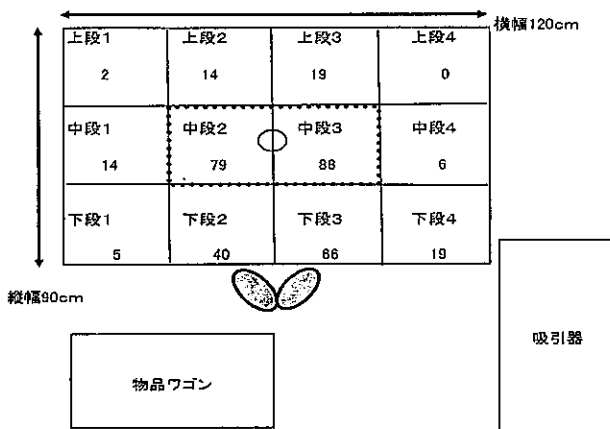 横幅120cm
上段1 上段2 上段3 上段4
2 14 19 0
中段1 中段2 中段3 中段4
14 79 88 6
下段1 下段2 下段3 下段4
5 40 66 19
縦幅90cm
吸引器
物品ワゴン